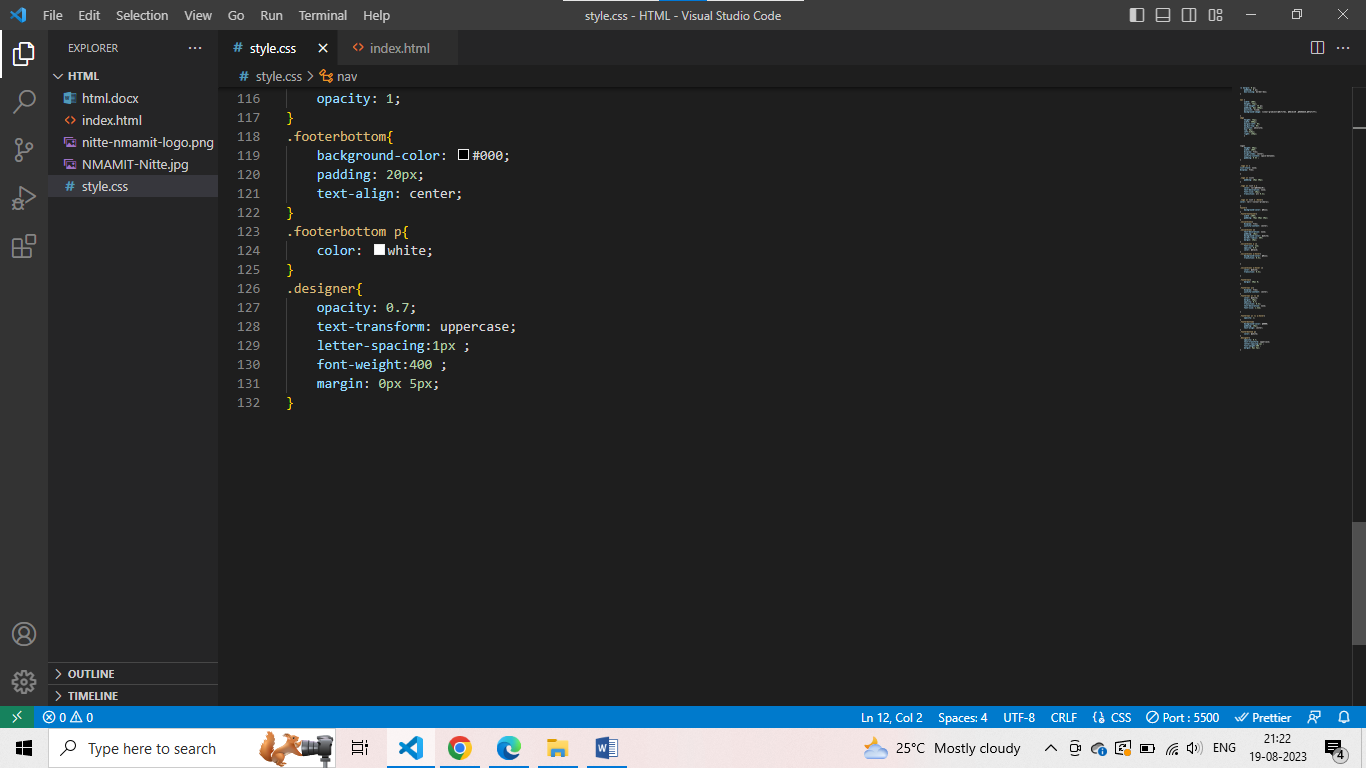 File Edit Selection View Go Run Terminal Help
style.css - HTML - Visual Studio Code
EXPLORER
HTML
html.docx
index.html
nitte-nmamit-logo.png
NMAMIT-Nitte.jpg
style.css
OUTLINE
TIMELINE
style.css index.html
style.css nav
116 opacity: 1;
117 }
118 .footerbottom{
119 background-color: #000;
120 padding: 20px;
121 text-align: center;
122 }
123 .footerbottom p{
124 color: white;
125 }
126 .designer{
127 opacity: 0.7;
128 text-transform: uppercase;
129 letter-spacing:1px ;
130 font-weight:400 ;
131 margin: 0px 5px;
132 }
0 0 Ln 12, Col 2 Spaces: 4 UTF-8 CRLF {} CSS Port : 5500 Prettier
Type here to search
25°C Mostly cloudy
ENG
21:22
19-08-2023
4